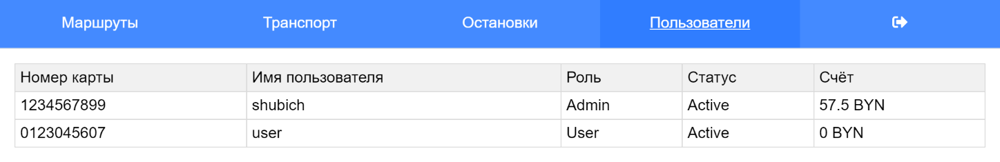 Маршруты Транспорт Остановки Пользователи
Номер карты Имя пользователя Роль Статус Счёт
1234567899 shubich Admin Active 57.5 BYN
0123045607 user User Active 0 BYN